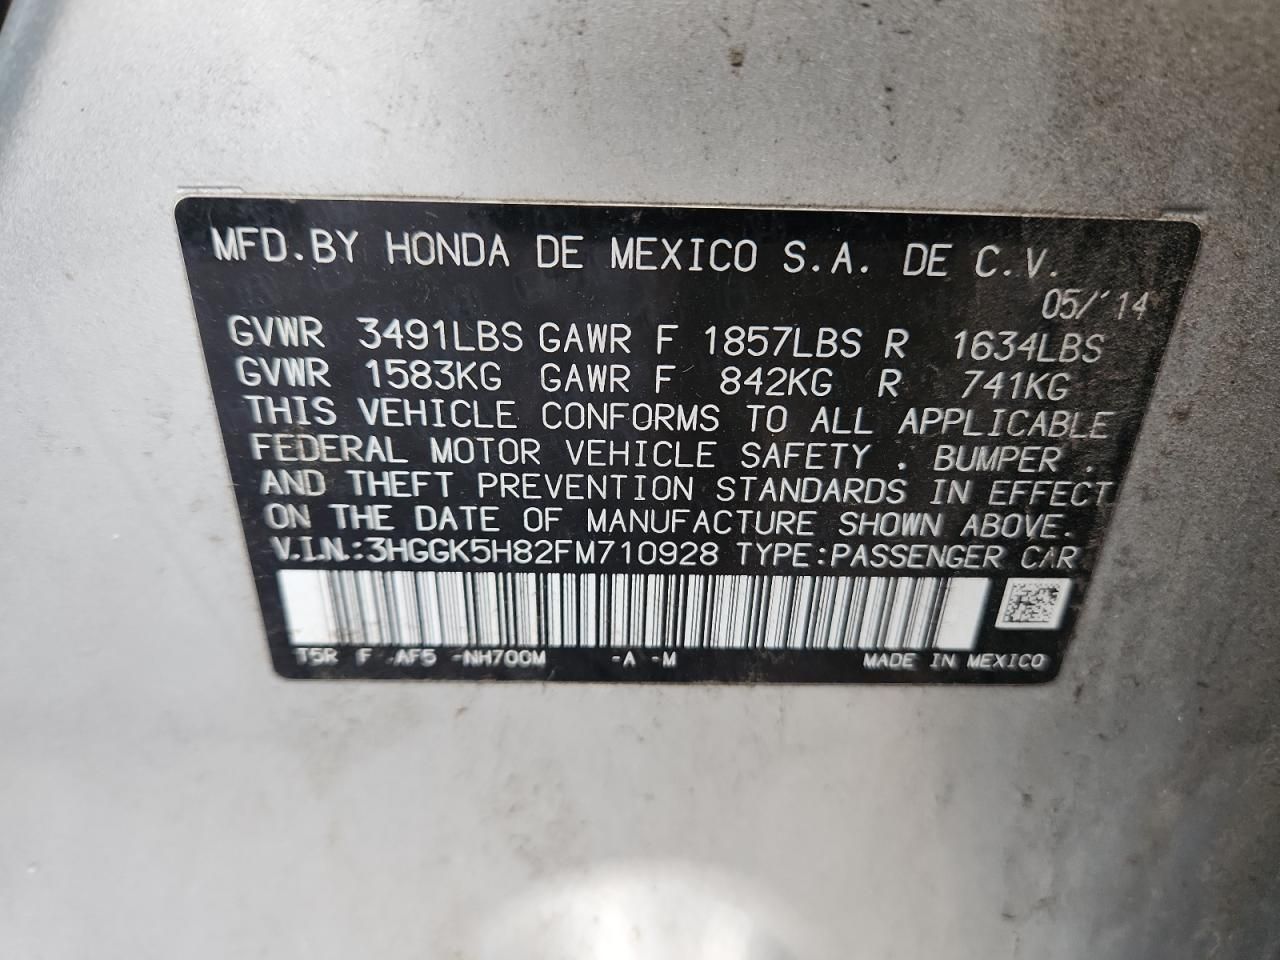 MFD.BY HONDA DE MEXICO S.A. DE C.V.
05/'14
GVWR 3491LBS GAWR F 1857LBS R 1634LBS
GVWR 1583KG GAWR F 842KG R 741KG
THIS VEHICLE CONFORMS TO ALL APPLICABLE
FEDERAL MOTOR VEHICLE SAFETY , BUMPER ,
AND THEFT PREVENTION STANDARDS IN EFFECT
ON THE DATE OF MANUFACTURE SHOWN ABOVE.
V.I.N.:3HGGK5H82FM710928 TYPE:PASSENGER CAR
T5R F AF5 -NH700M -A -M MADE IN MEXICO